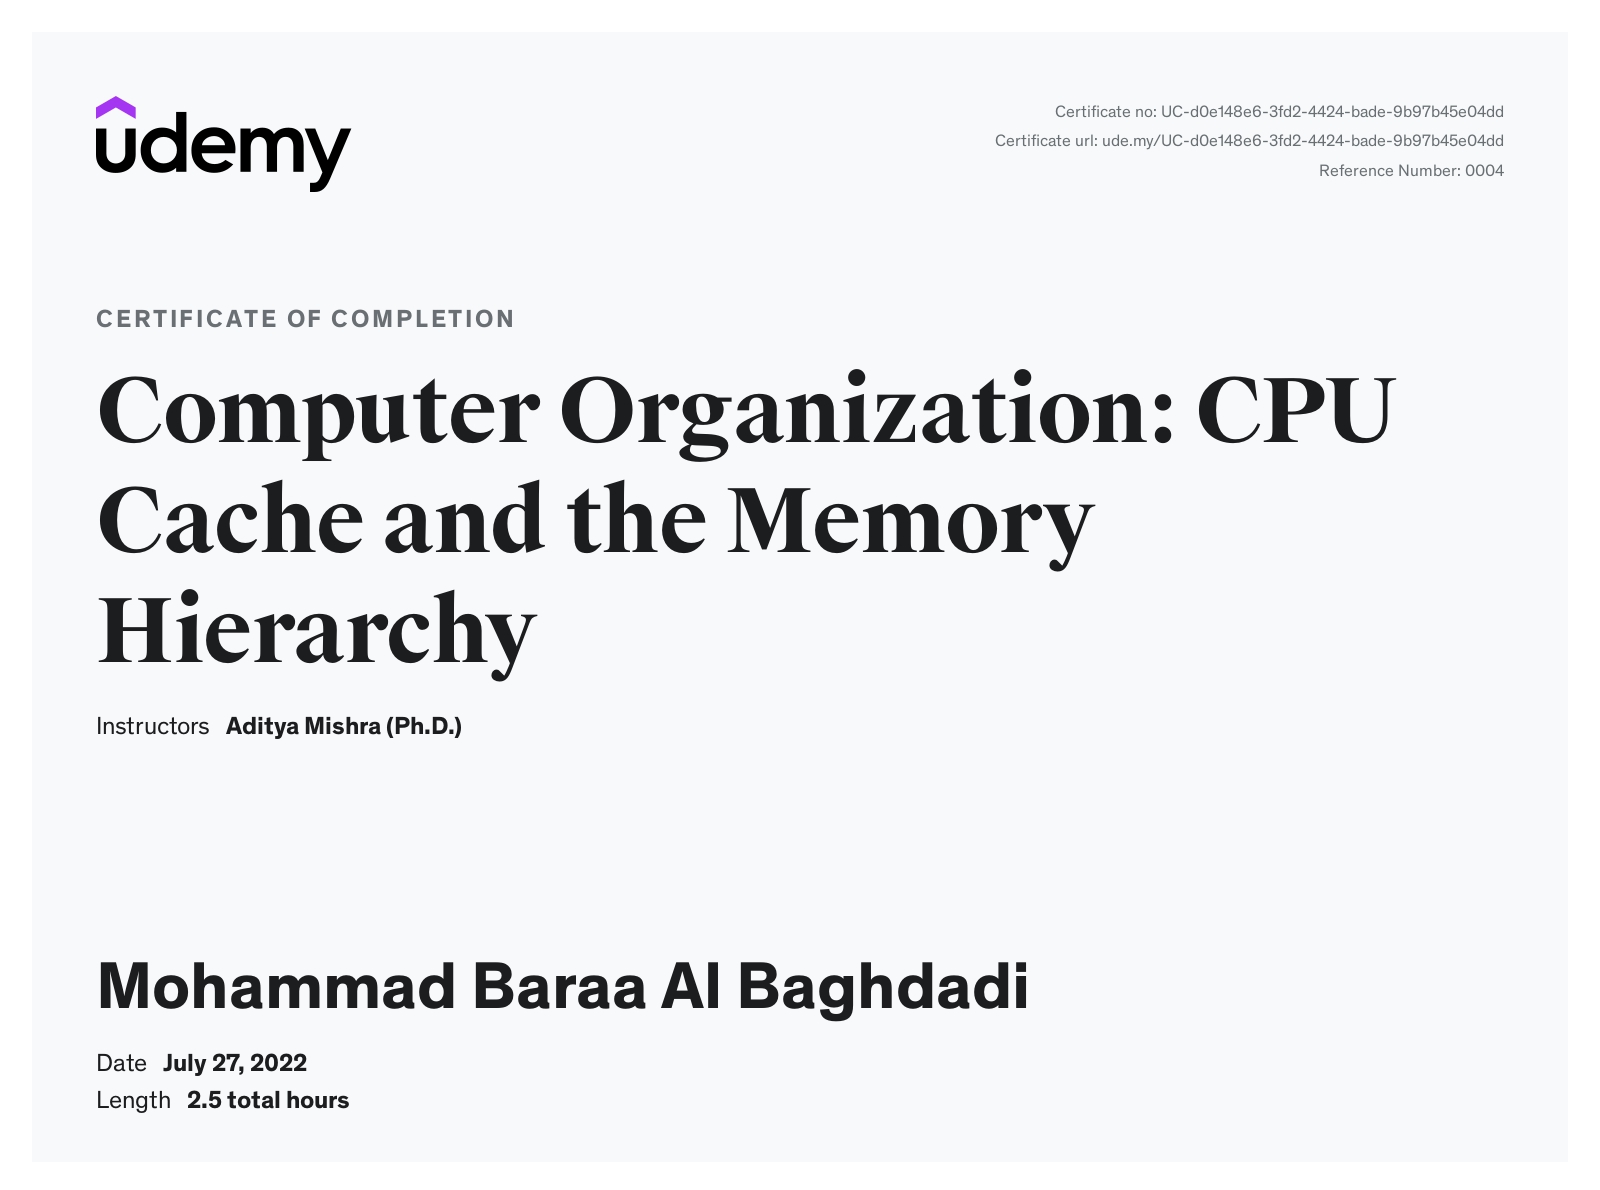 udemy
Certificate no: UC-d0e148e6-3fd2-4424-bade-9b97b45e04dd
Certificate url: ude.my/UC-d0e148e6-3fd2-4424-bade-9b97b45e04dd
Reference Number: 0004
CERTIFICATE OF COMPLETION
Computer Organization: CPU
Cache and the Memory
Hierarchy
Instructors Aditya Mishra (Ph.D.)
Mohammad Baraa Al Baghdadi
Date July 27, 2022
Length 2.5 total hours